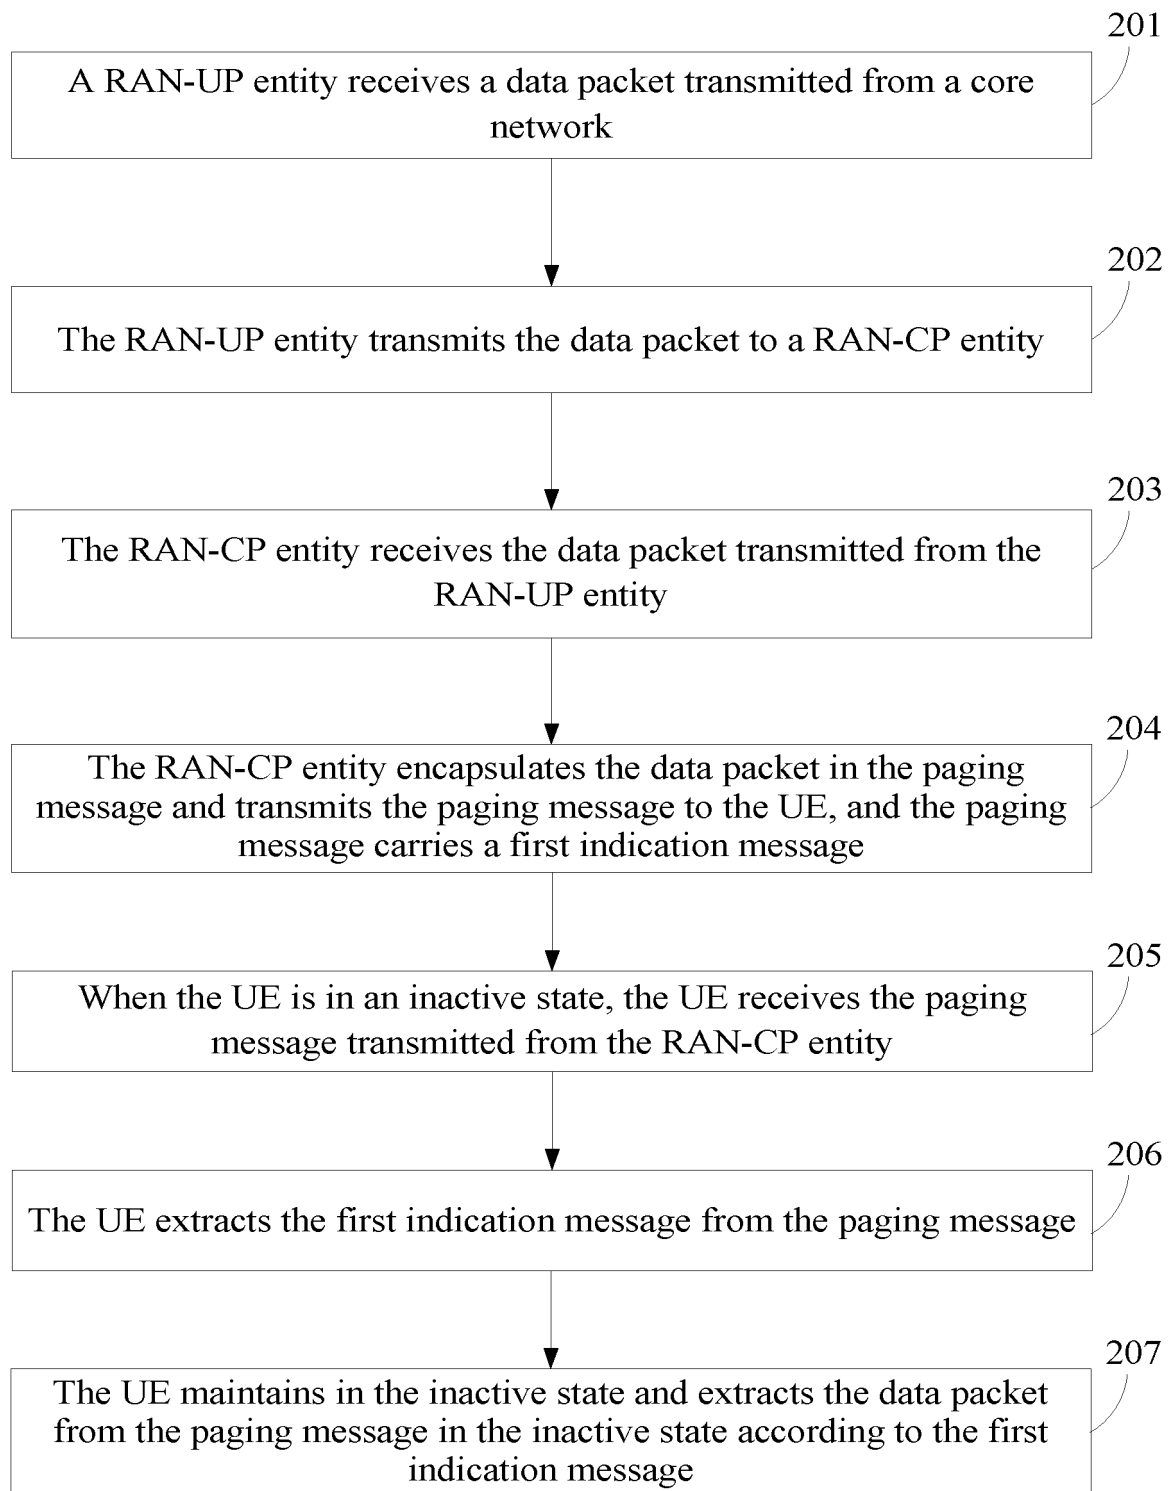 201
A RAN-UP entity receives a data packet transmitted from a core
network
202
The RAN-UP entity transmits the data packet to a RAN-CP entity
203
The RAN-CP entity receives the data packet transmitted from the
RAN-UP entity
204
The RAN-CP entity encapsulates the data packet in the paging
message and transmits the paging message to the UE, and the paging
message carries a first indication message
205
When the UE is in an inactive state, the UE receives the paging
message transmitted from the RAN-CP entity
206
The UE extracts the first indication message from the paging message
207
The UE maintains in the inactive state and extracts the data packet
from the paging message in the inactive state according to the first
indication message